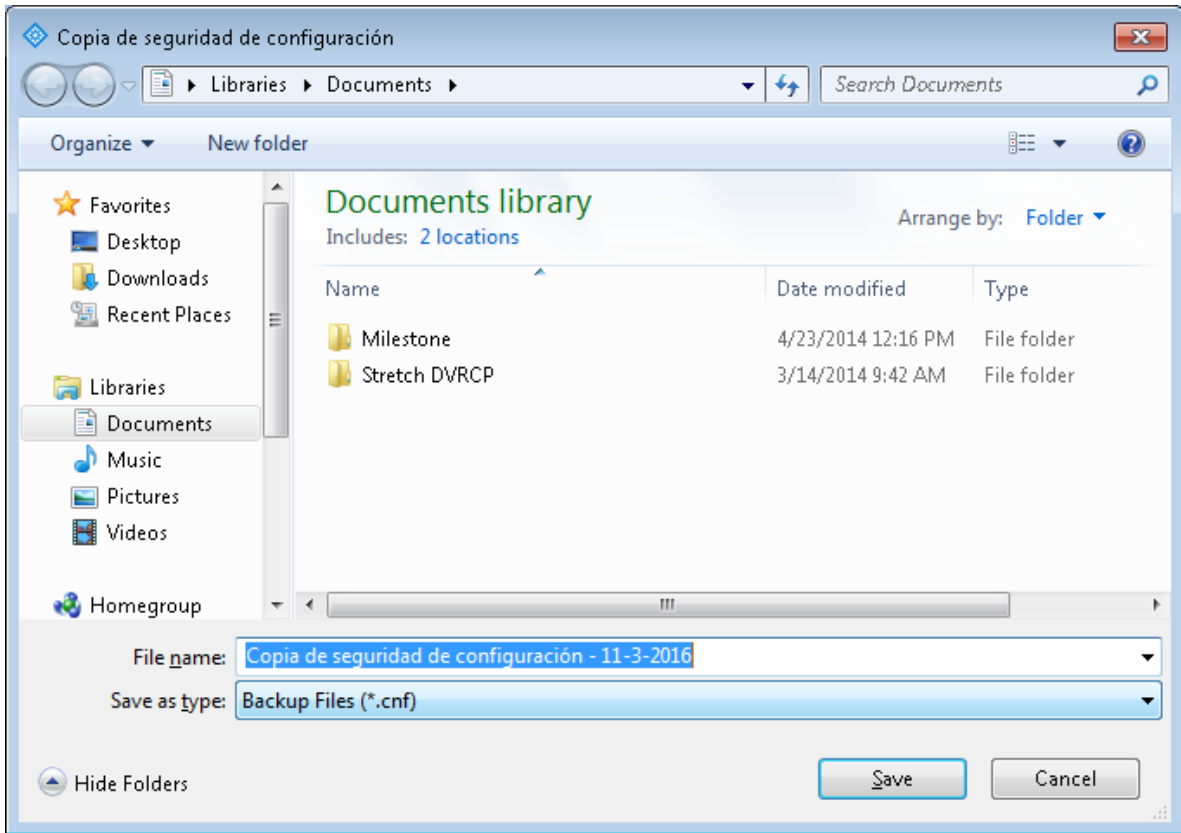 Copia de seguridad de configuración
Libraries Documents Search Documents
Organize New folder
Favorites
Desktop
Downloads
Recent Places
Libraries
Documents
Music
Pictures
Videos
Homegroup
Documents library
Includes: 2 locations
Arrange by: Folder
Name Date modified Type
Milestone 4/23/2014 12:16 PM File folder
Stretch DVRCP 3/14/2014 9:42 AM File folder
File name: Copia de seguridad de configuración - 11-3-2016
Save as type: Backup Files (*.cnf)
Hide Folders Save Cancel